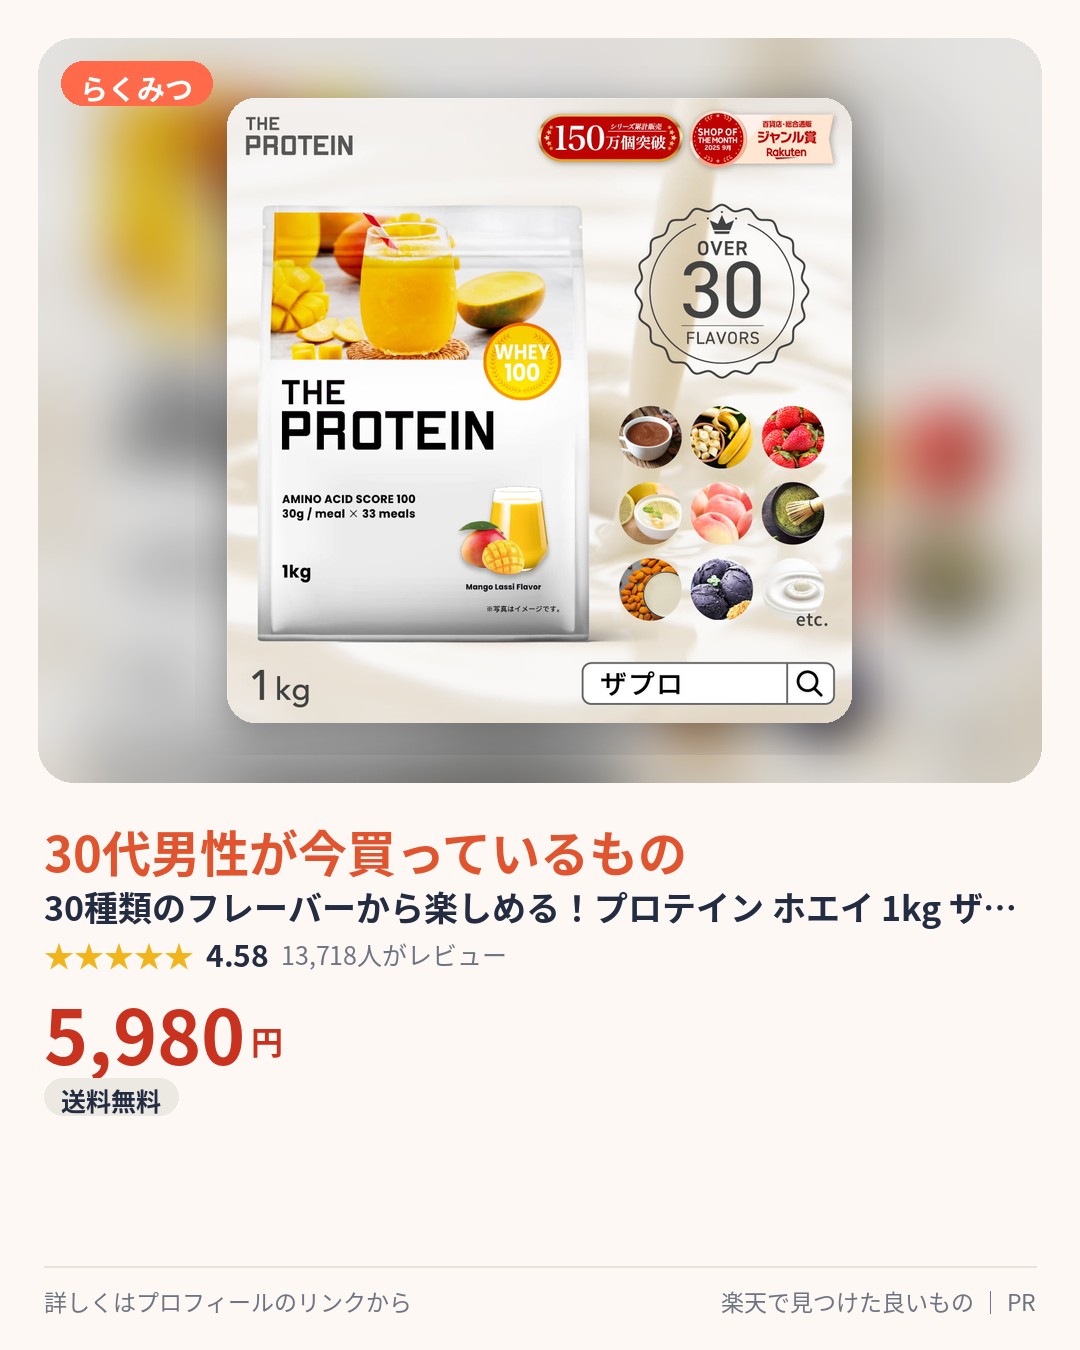 らくみつ
THE
PROTEIN
シリーズ累計販売
150万個突破
SHOP OF
THE MONTH
2025 9月
百貨店・総合通販
ジャンル賞
Rakuten
OVER
30
FLAVORS
WHEY
100
THE
PROTEIN
AMINO ACID SCORE 100
30g / meal × 33 meals
1kg
Mango Lassi Flavor
※写真はイメージです。
etc.
1kg
ザプロ
30代男性が今買っているもの
30種類のフレーバーから楽しめる！プロテイン ホエイ 1kg ザ…
★★★★★ 4.58 13,718人がレビュー
5,980円
送料無料
詳しくはプロフィールのリンクから
楽天で見つけた良いもの｜PR